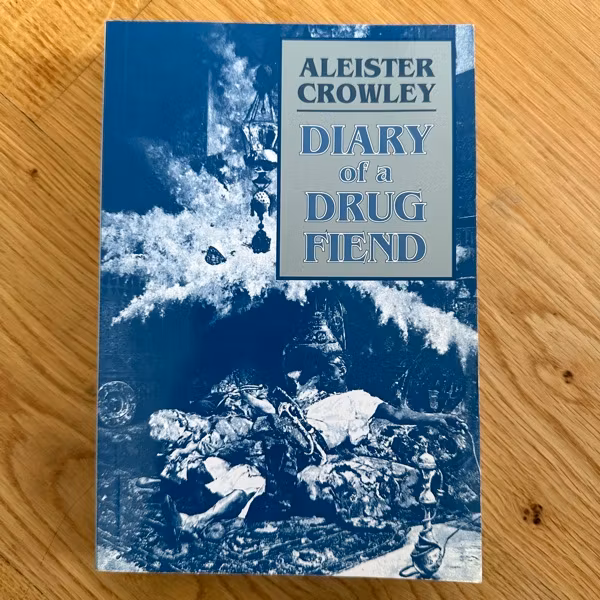 ALEISTER
CROWLEY
DIARY
of a
DRUG
FIEND